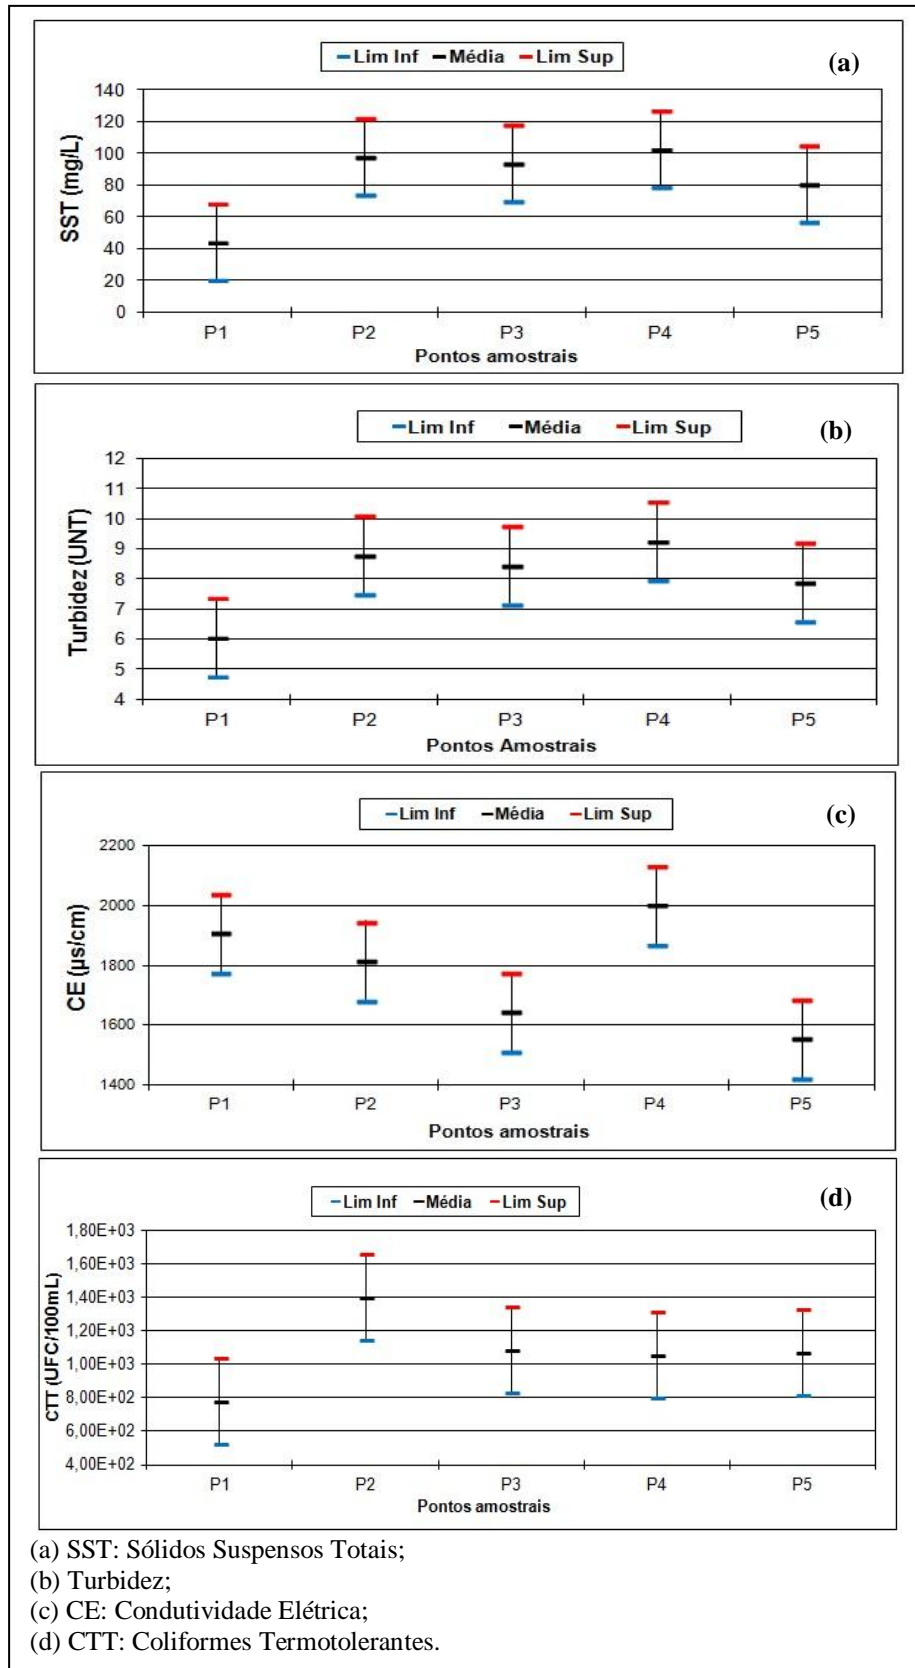 Lim Inf Média Lim Sup
(a)
140
120
100
80
60
40
20
0
SST (mg/L)
P1 P2 P3 P4 P5
Pontos amostrais
Lim Inf Média Lim Sup
(b)
12
11
10
9
8
7
6
5
4
Turbidez (UNT)
P1 P2 P3 P4 P5
Pontos Amostrais
Lim Inf Média Lim Sup
(c)
2200
2000
1800
1600
1400
CE (µs/cm)
P1 P2 P3 P4 P5
Pontos amostrais
Lim Inf Média Lim Sup
(d)
1,80E+03
1,60E+03
1,40E+03
1,20E+03
1,00E+03
8,00E+02
6,00E+02
4,00E+02
CTT (UFC/100mL)
P1 P2 P3 P4 P5
Pontos amostrais
(a) SST: Sólidos Suspensos Totais;
(b) Turbidez;
(c) CE: Condutividade Elétrica;
(d) CTT: Coliformes Termotolerantes.